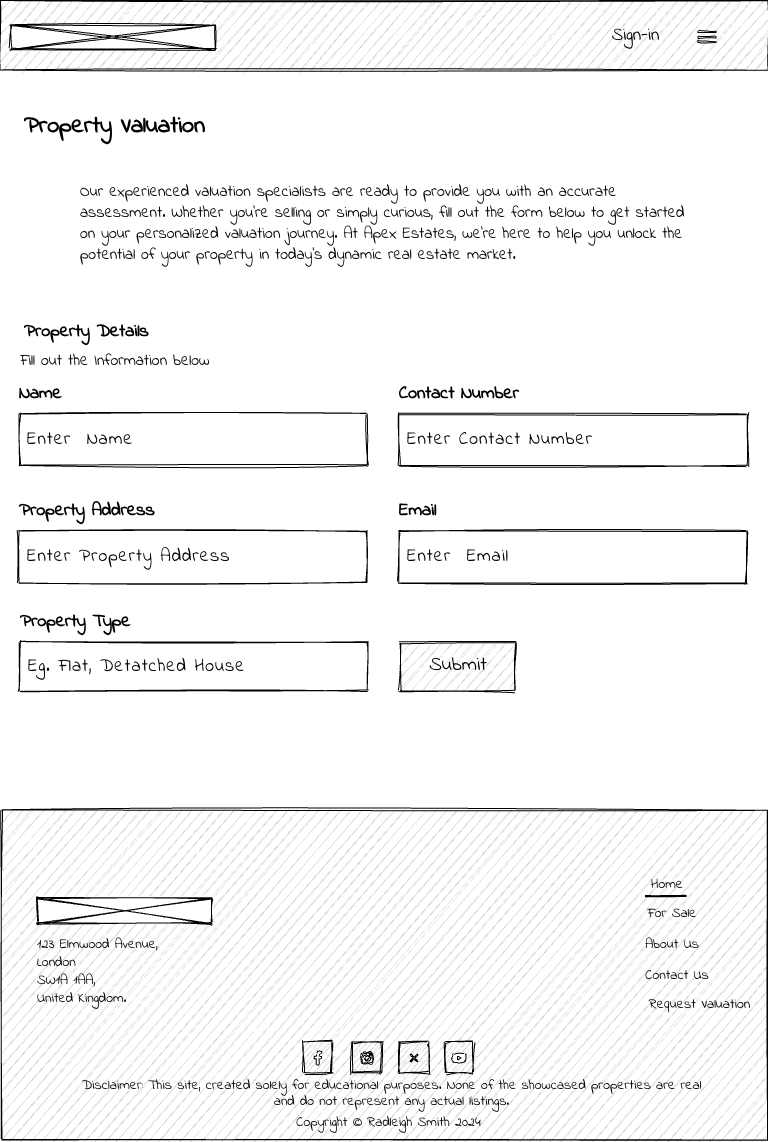 Sign-in
Property Valuation
Our experienced valuation specialists are ready to provide you with an accurate
assessment. Whether you're selling or simply curious, fill out the form below to get started
on your personalized valuation journey. At Apex Estates, we're here to help you unlock the
potential of your property in today's dynamic real estate market.
Property Details
Fill out the information below
Name
Contact Number
Enter Name
Enter Contact Number
Property Address
Email
Enter Property Address
Enter Email
Property Type
Eg. Flat, Detatched House
Submit
Home
For Sale
About Us
Contact Us
Request Valuation
123 Elmwood Avenue,
London
SW1A 1AA,
United Kingdom.
Disclaimer: This site, created solely for educational purposes. None of the showcased properties are real
and do not represent any actual listings.
Copyright © Radleigh Smith 2024